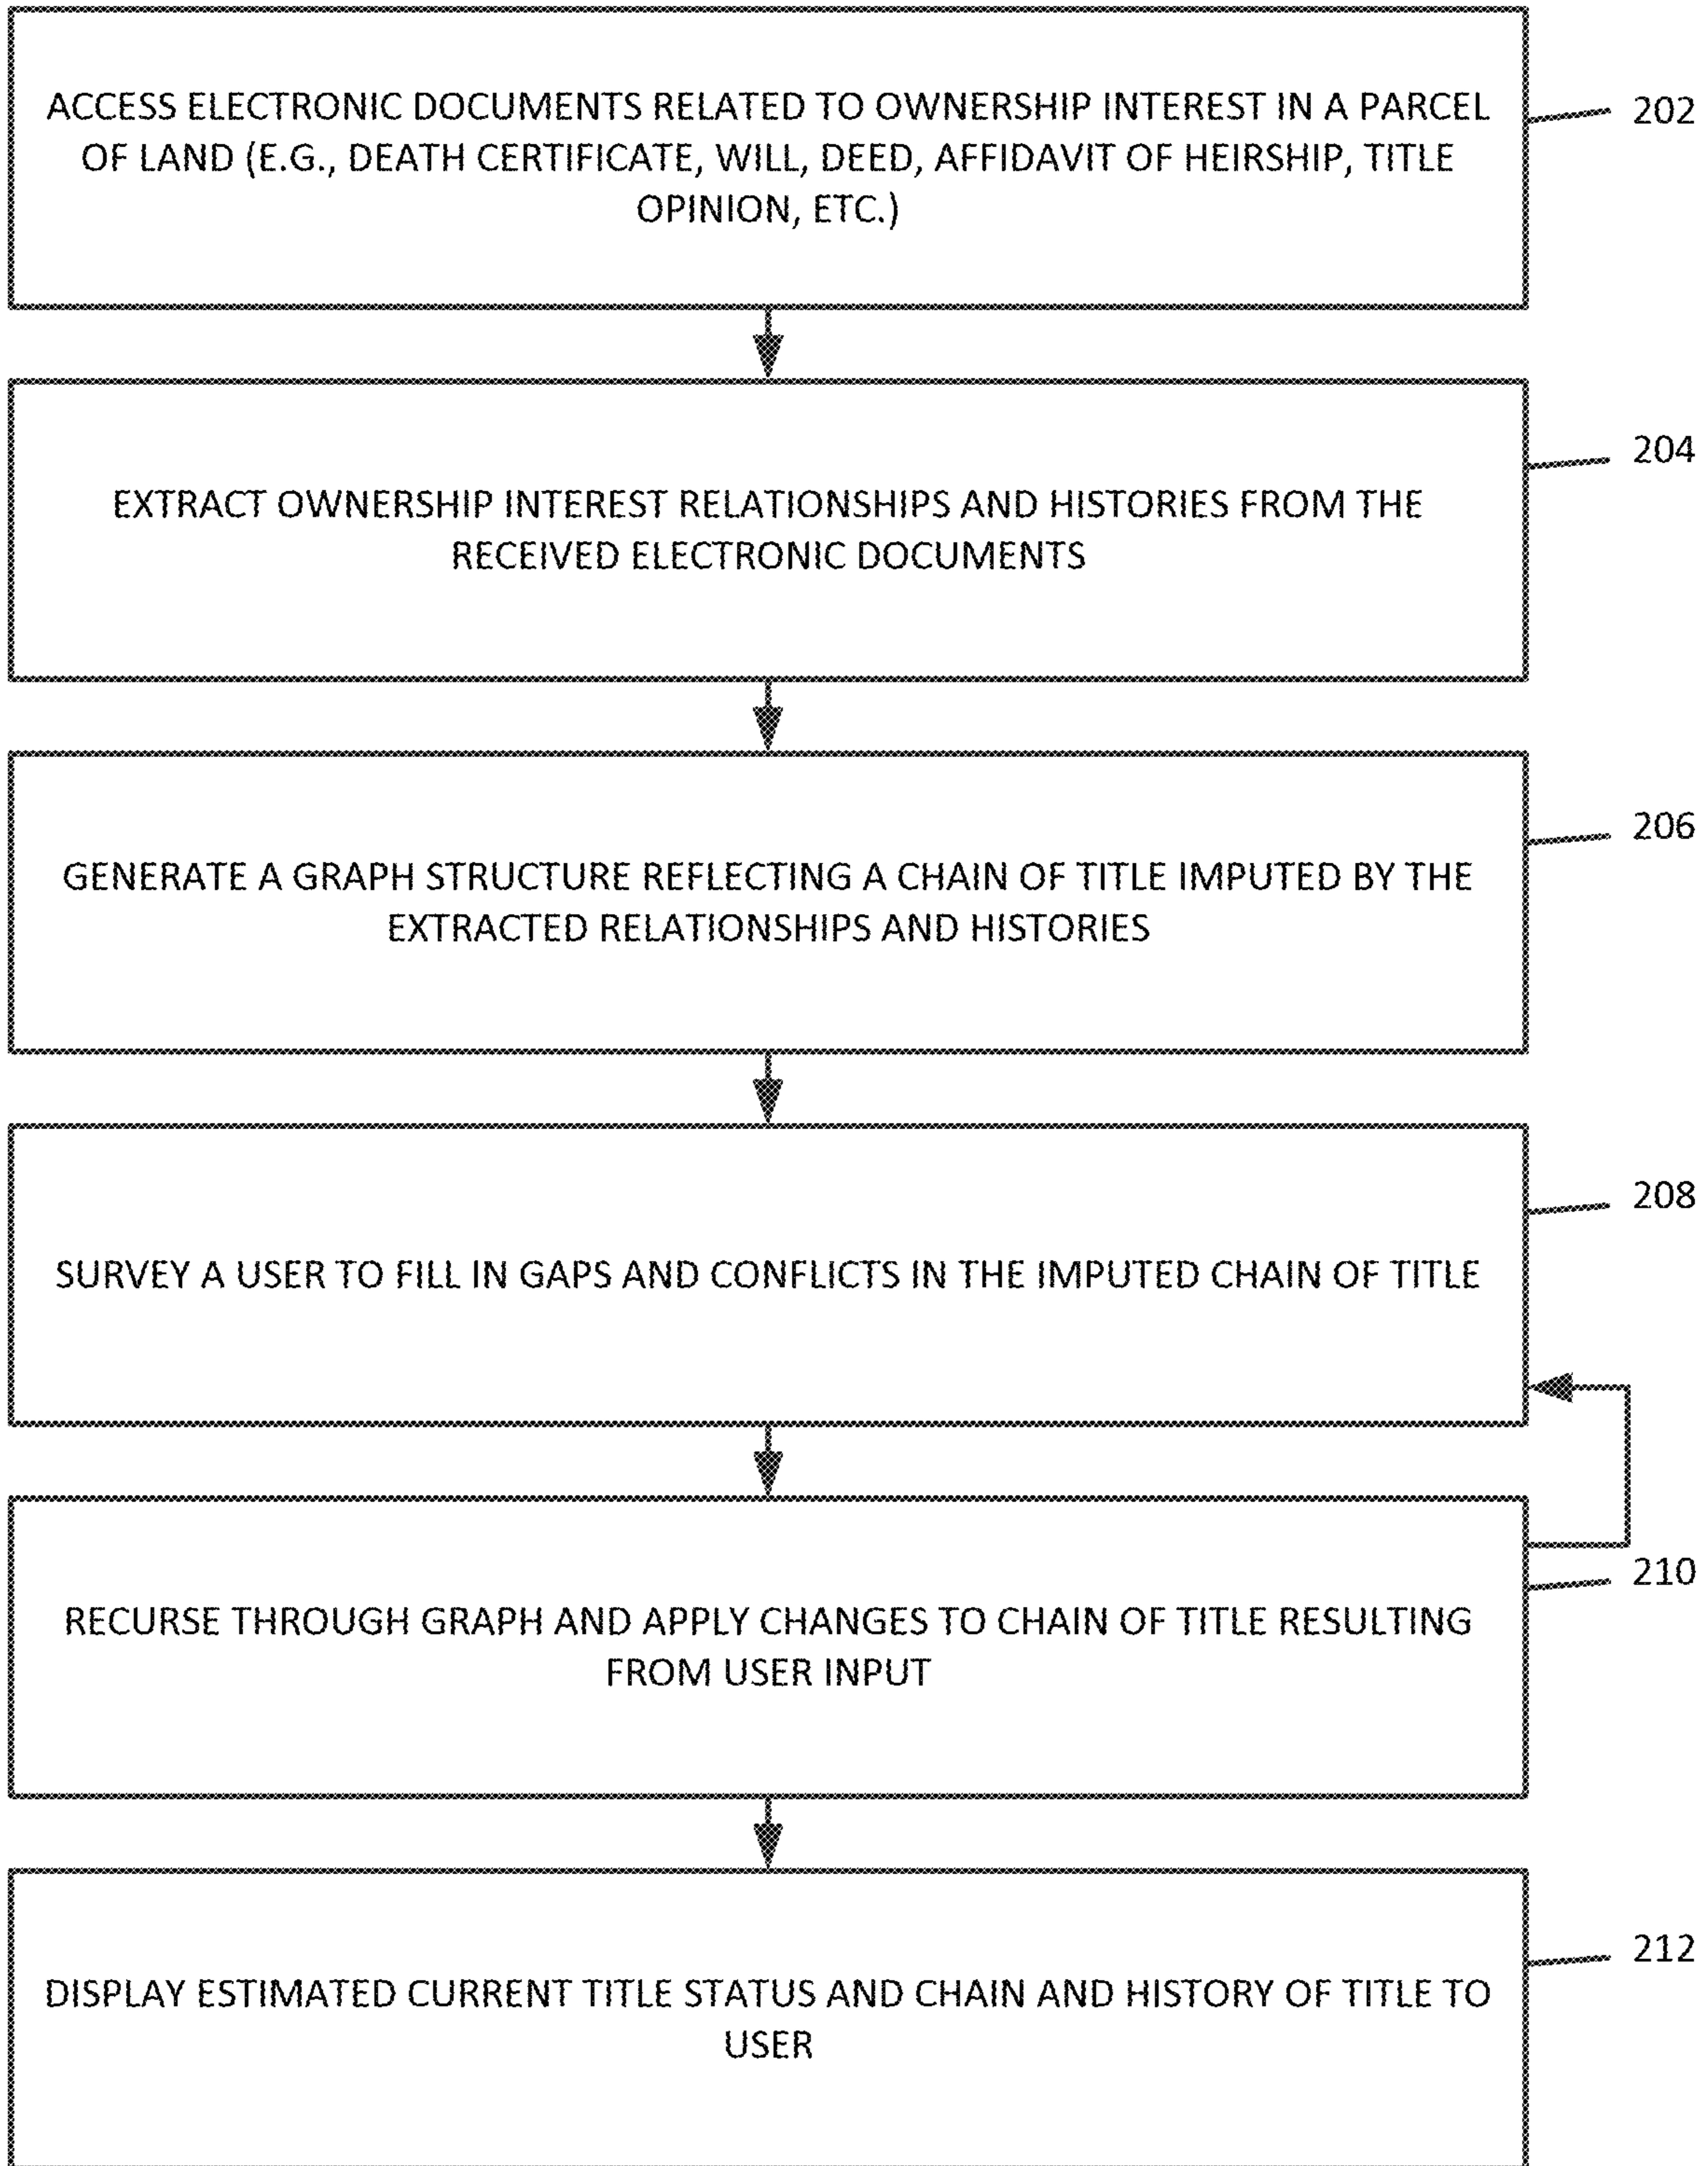 ACCESS ELECTRONIC DOCUMENTS RELATED TO OWNERSHIP INTEREST IN A PARCEL
OF LAND (E.G., DEATH CERTIFICATE, WILL, DEED, AFFIDAVIT OF HEIRSHIP, TITLE
OPINION, ETC.)
202
EXTRACT OWNERSHIP INTEREST RELATIONSHIPS AND HISTORIES FROM THE
RECEIVED ELECTRONIC DOCUMENTS
204
GENERATE A GRAPH STRUCTURE REFLECTING A CHAIN OF TITLE IMPUTED BY THE
EXTRACTED RELATIONSHIPS AND HISTORIES
206
SURVEY A USER TO FILL IN GAPS AND CONFLICTS IN THE IMPUTED CHAIN OF TITLE
208
RECURSE THROUGH GRAPH AND APPLY CHANGES TO CHAIN OF TITLE RESULTING
FROM USER INPUT
210
DISPLAY ESTIMATED CURRENT TITLE STATUS AND CHAIN AND HISTORY OF TITLE TO
USER
212